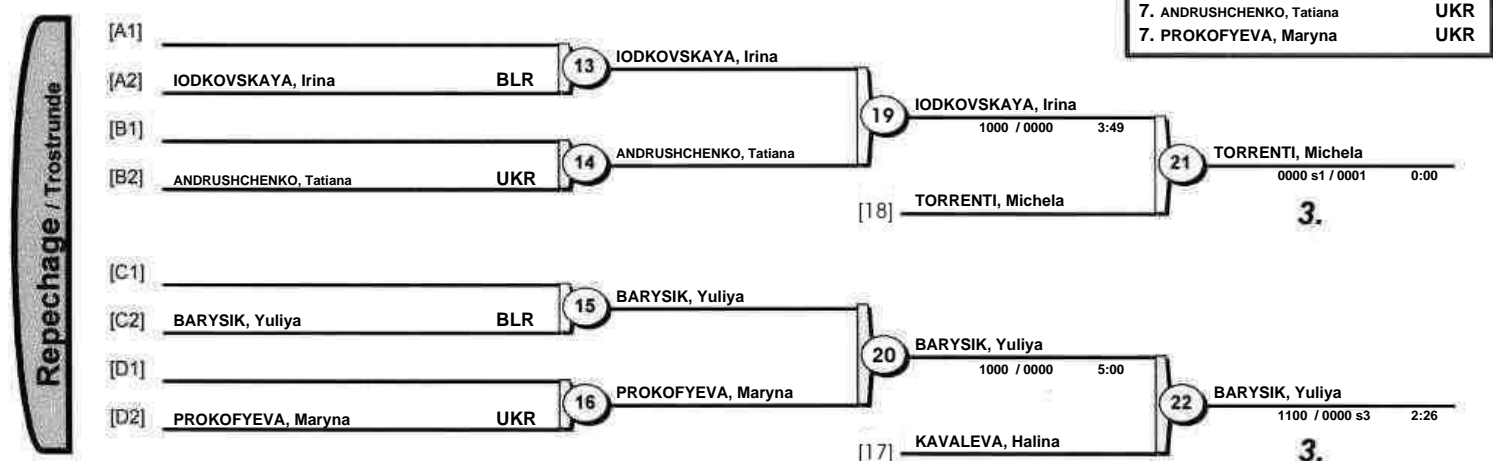 7. ANDRUSHCHENKO, Tatiana UKR
7. PROKOFYEVA, Maryna UKR
Repechage / Trostrunde
[A1]
[A2] IODKOVSKAYA, Irina BLR
13 IODKOVSKAYA, Irina
[B1]
[B2] ANDRUSHCHENKO, Tatiana UKR
14 ANDRUSHCHENKO, Tatiana
19 IODKOVSKAYA, Irina
1000 / 0000 3:49
[18] TORRENTI, Michela
21 TORRENTI, Michela
0000 s1 / 0001 0:00
3.
[C1]
[C2] BARYSIK, Yuliya BLR
15 BARYSIK, Yuliya
[D1]
[D2] PROKOFYEVA, Maryna UKR
16 PROKOFYEVA, Maryna
20 BARYSIK, Yuliya
1000 / 0000 5:00
[17] KAVALEVA, Halina
22 BARYSIK, Yuliya
1100 / 0000 s3 2:26
3.